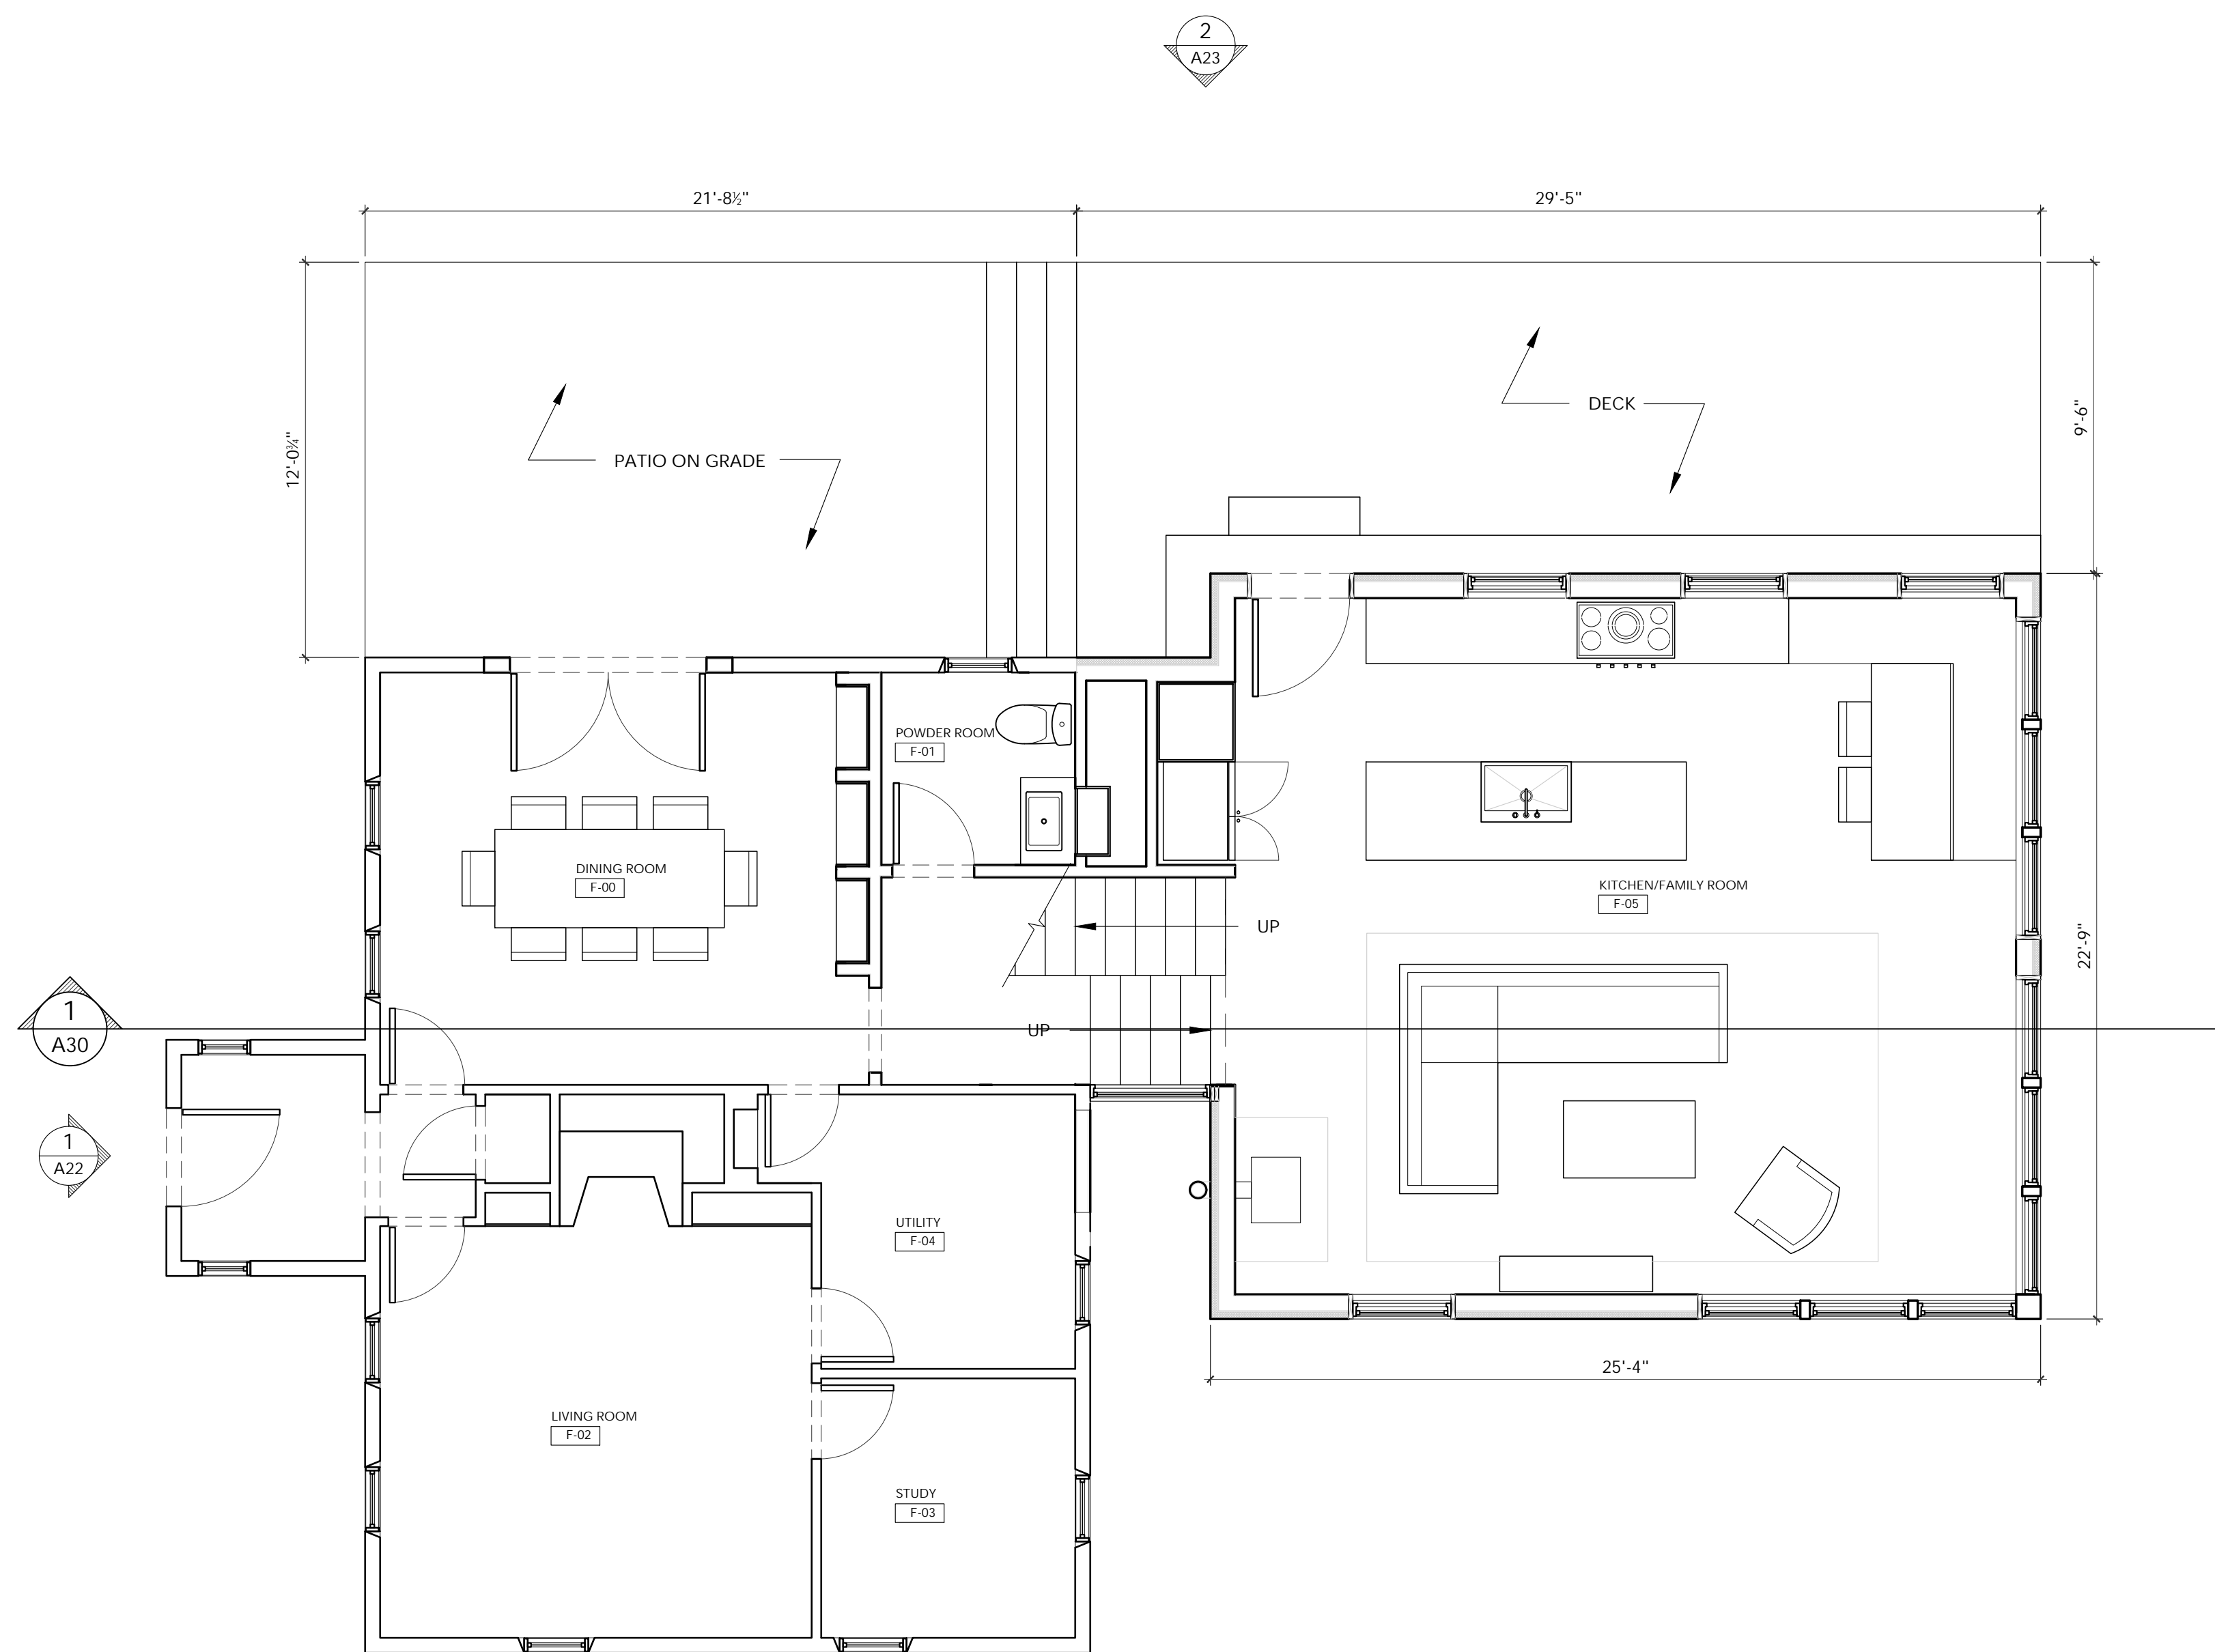 2
A23
21'-8½"
29'-5"
12'-0¾"
9'-6"
DECK
PATIO ON GRADE
POWDER ROOM
F-01
DINING ROOM
F-00
KITCHEN/FAMILY ROOM
F-05
UP
22'-9"
1
A30
UP
1
A22
UTILITY
F-04
25'-4"
LIVING ROOM
F-02
STUDY
F-03